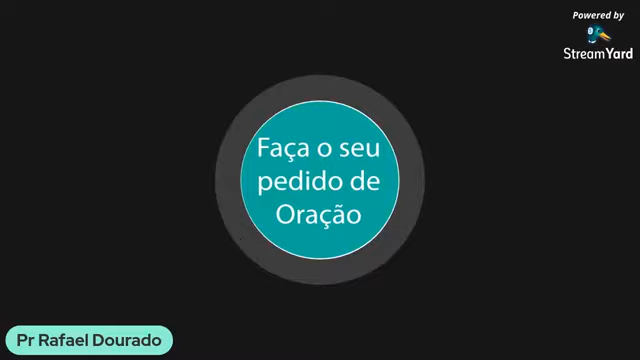 Powered by
StreamYard
Faça o seu
pedido de
Oração
Pr Rafael Dourado